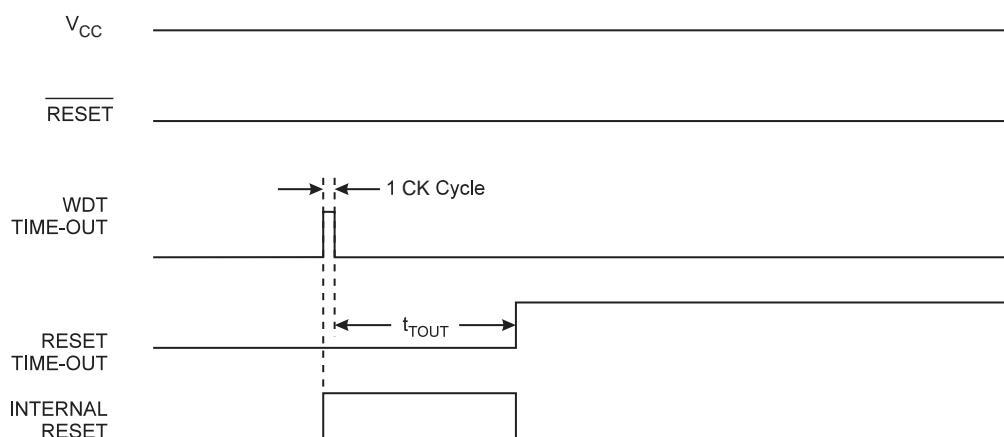 VCC
RESET
1 CK Cycle
WDT
TIME-OUT
tTOUT
RESET
TIME-OUT
INTERNAL
RESET